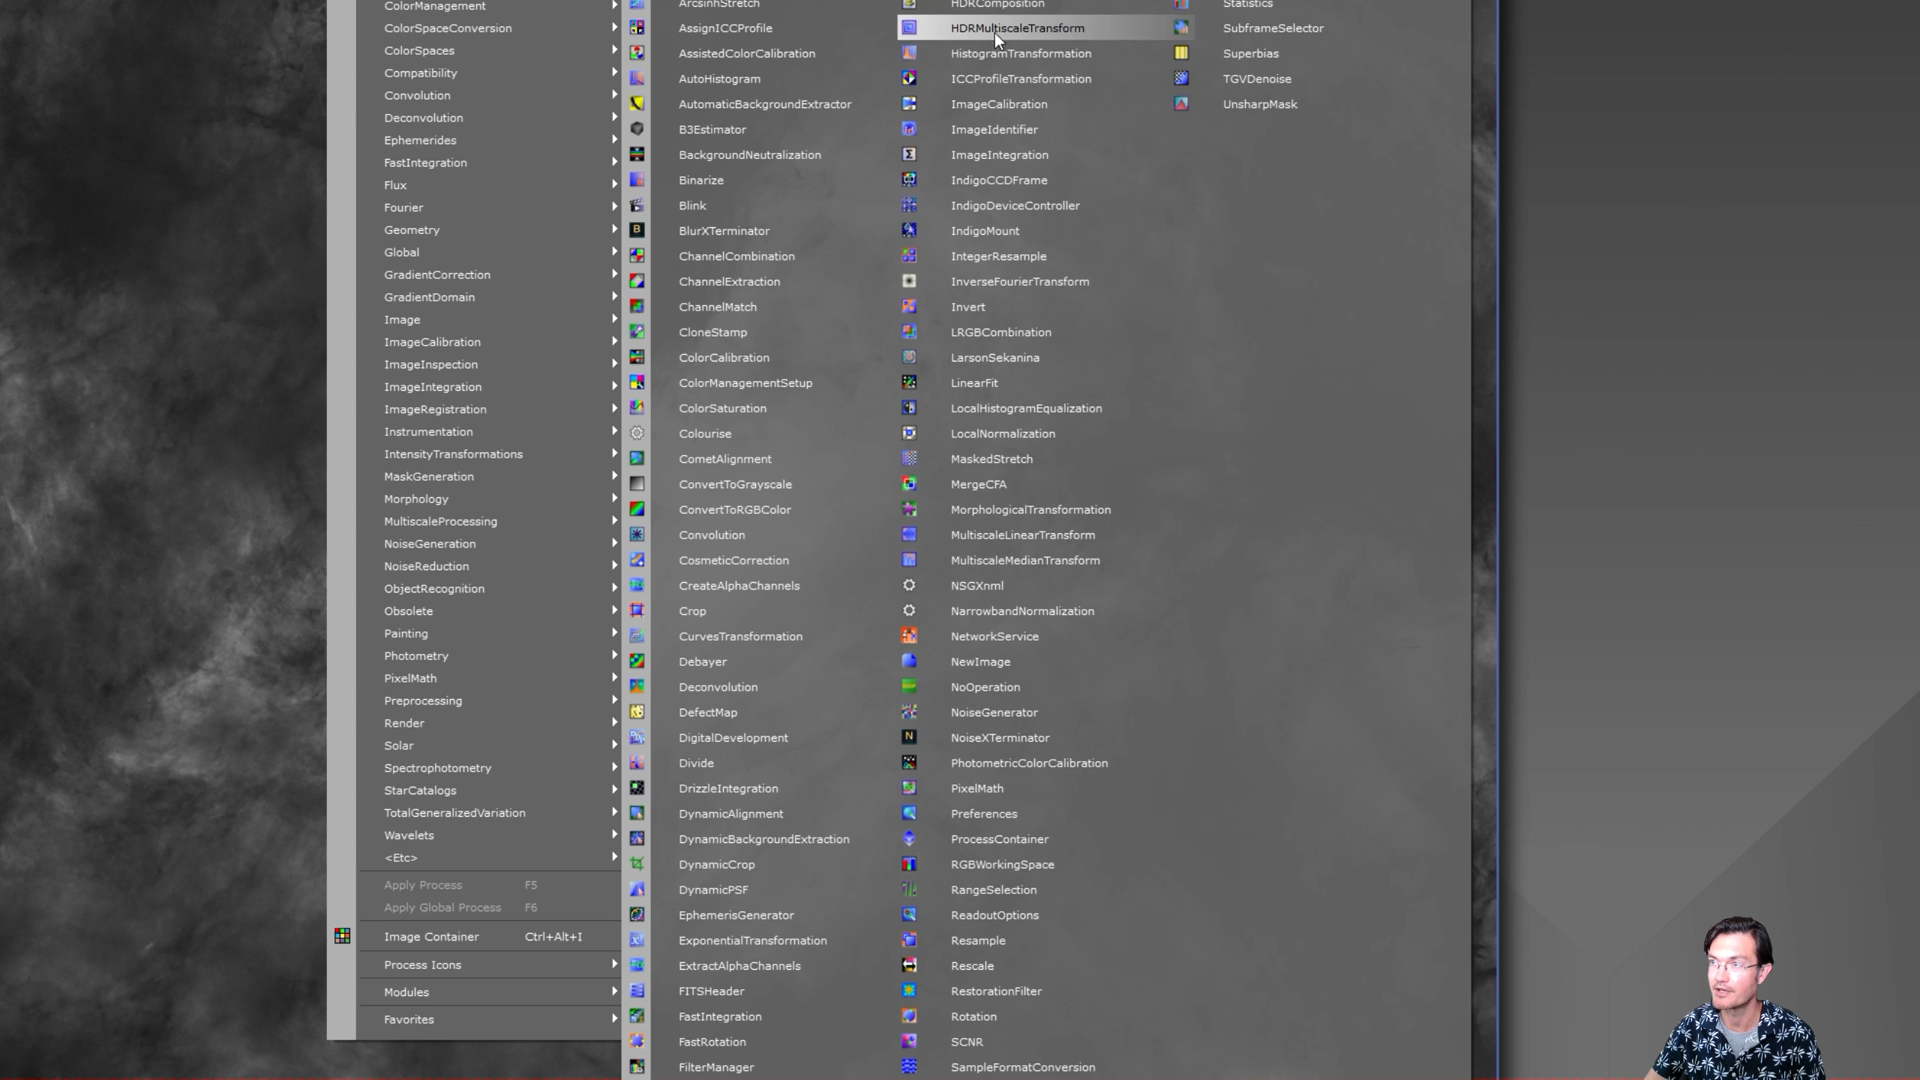 ColorManagement
ColorSpaceConversion
ColorSpaces
Compatibility
Convolution
Deconvolution
Ephemerides
FastIntegration
Flux
Fourier
Geometry
Global
GradientCorrection
GradientDomain
Image
ImageCalibration
ImageInspection
ImageIntegration
ImageRegistration
Instrumentation
IntensityTransformations
MaskGeneration
Morphology
MultiscaleProcessing
NoiseGeneration
NoiseReduction
ObjectRecognition
Obsolete
Painting
Photometry
PixelMath
Preprocessing
Render
Solar
Spectrophotometry
StarCatalogs
TotalGeneralizedVariation
Wavelets
<Etc>
Apply Process F5
Apply Global Process F6
Image Container Ctrl+Alt+I
Process Icons
Modules
Favorites
ArcsinhStretch
AssignICCProfile
AssistedColorCalibration
AutoHistogram
AutomaticBackgroundExtractor
B3Estimator
BackgroundNeutralization
Binarize
Blink
BlurXTerminator
ChannelCombination
ChannelExtraction
ChannelMatch
CloneStamp
ColorCalibration
ColorManagementSetup
ColorSaturation
Colourise
CometAlignment
ConvertToGrayscale
ConvertToRGBColor
Convolution
CosmeticCorrection
CreateAlphaChannels
Crop
CurvesTransformation
Debayer
Deconvolution
DefectMap
DigitalDevelopment
Divide
DrizzleIntegration
DynamicAlignment
DynamicBackgroundExtraction
DynamicCrop
DynamicPSF
EphemerisGenerator
ExponentialTransformation
ExtractAlphaChannels
FITSHeader
FastIntegration
FastRotation
FilterManager
HDRComposition
HDRMultiscaleTransform
HistogramTransformation
ICCProfileTransformation
ImageCalibration
ImageIdentifier
ImageIntegration
IndigoCCDFrame
IndigoDeviceController
IndigoMount
IntegerResample
InverseFourierTransform
Invert
LRGBCombination
LarsonSekanina
LinearFit
LocalHistogramEqualization
LocalNormalization
MaskedStretch
MergeCFA
MorphologicalTransformation
MultiscaleLinearTransform
MultiscaleMedianTransform
NSGXnml
NarrowbandNormalization
NetworkService
NewImage
NoOperation
NoiseGenerator
NoiseXTerminator
PhotometricColorCalibration
PixelMath
Preferences
ProcessContainer
RGBWorkingSpace
RangeSelection
ReadoutOptions
Resample
Rescale
RestorationFilter
Rotation
SCNR
SampleFormatConversion
Statistics
SubframeSelector
Superbias
TGVDenoise
UnsharpMask